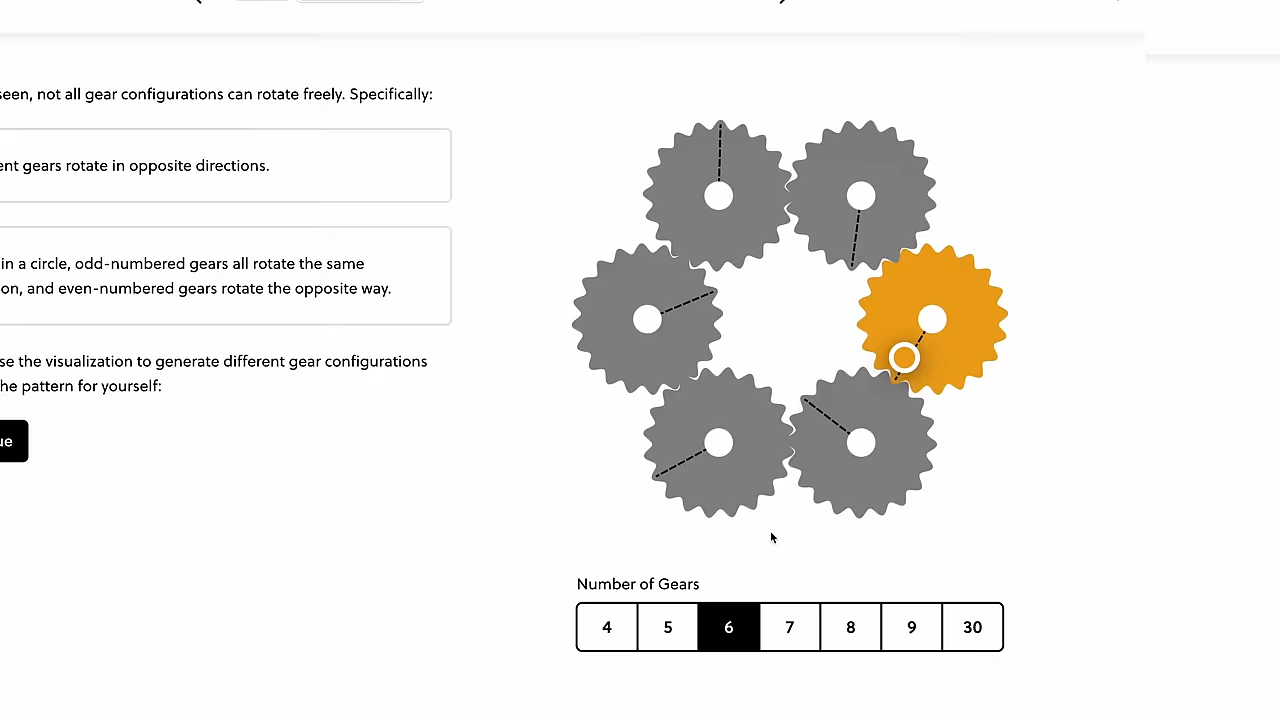 seen, not all gear configurations can rotate freely. Specifically:
ent gears rotate in opposite directions.
in a circle, odd-numbered gears all rotate the same
on, and even-numbered gears rotate the opposite way.
se the visualization to generate different gear configurations
he pattern for yourself:
ue
Number of Gears
4 5 6 7 8 9 30